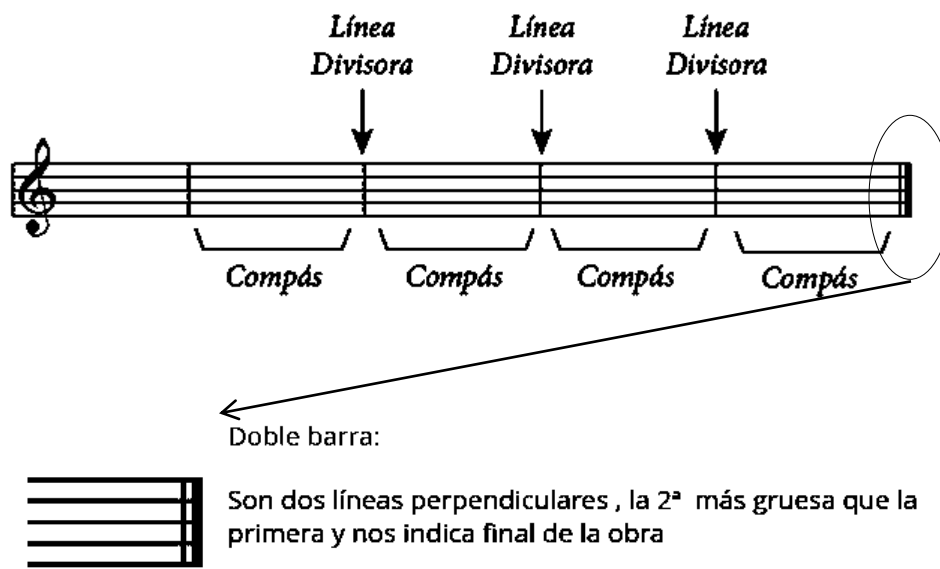 Línea Línea Línea
Divisora Divisora Divisora
Compás Compás Compás Compás
Doble barra:
Son dos líneas perpendiculares , la 2ª más gruesa que la
primera y nos indica final de la obra